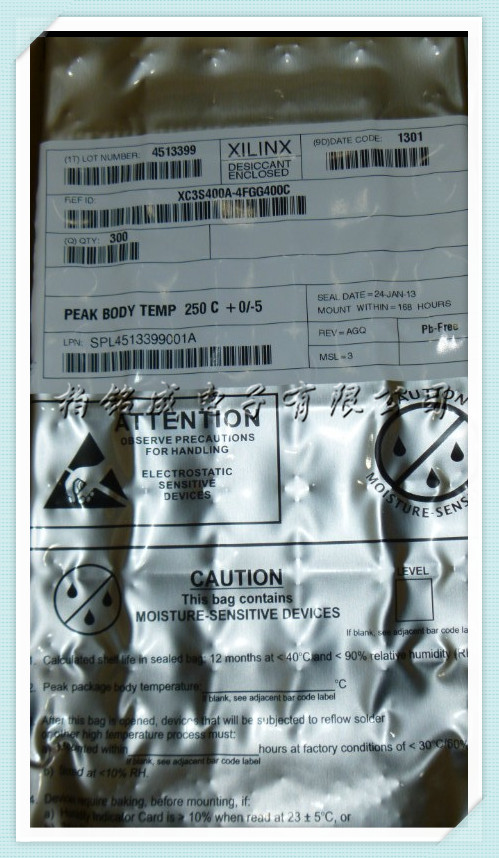 (1T) LOT NUMBER: 4513399
XILINX
DESICCANT
ENCLOSED
(9D)DATE CODE: 1301
REF ID: XC3S400A-4FGG400C
(Q) QTY: 300
PEAK BODY TEMP 250 C +0/-5
SEAL DATE=24-JAN-13
MOUNT WITHIN=168 HOURS
LPN: SPL4513399001A
REV=AGQ
Pb-Free
MSL=3
柏铭成电子有限公司
ATTENTION
OBSERVE PRECAUTIONS
FOR HANDLING
ELECTROSTATIC
SENSITIVE
DEVICES
CAUTION
MOISTURE-SENS
CAUTION
This bag contains
MOISTURE-SENSITIVE DEVICES
LEVEL
If blank, see adjacent bar code la
1. Calculated shelf life in sealed bag: 12 months at <40°C and < 90% relative humidity (RH
2. Peak package body temperature: °C
If blank, see adjacent bar code label
After this bag is opened, devices that will be subjected to reflow solder
or other high temperature process must:
a) Mounted within hours at factory conditions of < 30°C/60%
If blank, see adjacent bar code label
b) Stored at <10% RH.
4. Devices require baking, before mounting, if:
a) Humidity Indicator Card is > 10% when read at 23 ± 5°C, or